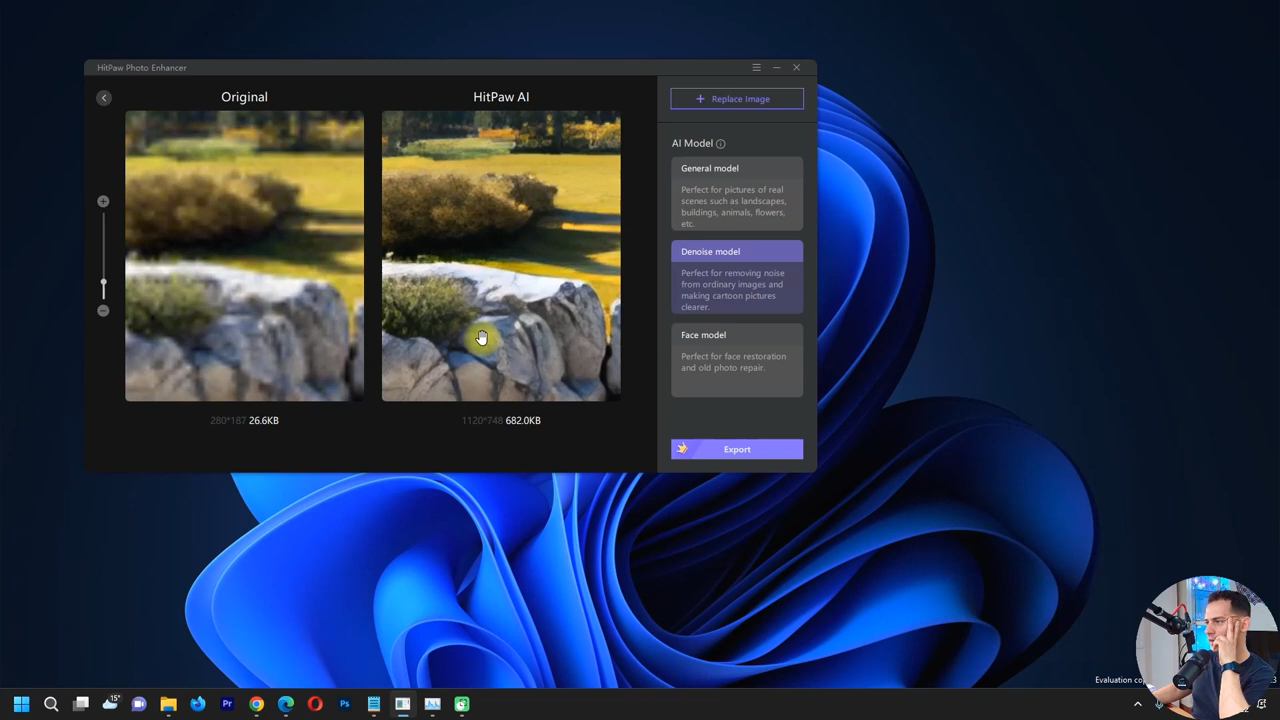 HitPaw Photo Enhancer
Original
HitPaw AI
Replace Image
AI Model
General model
Perfect for pictures of real
scenes such as landscapes,
buildings, animals, flowers,
etc.
Denoise model
Perfect for removing noise
from ordinary images and
making cartoon pictures
clearer.
Face model
Perfect for face restoration
and old photo repair.
280*187 26.6KB
1120*748 682.0KB
Export
Evaluation
15°
Pr
Ps